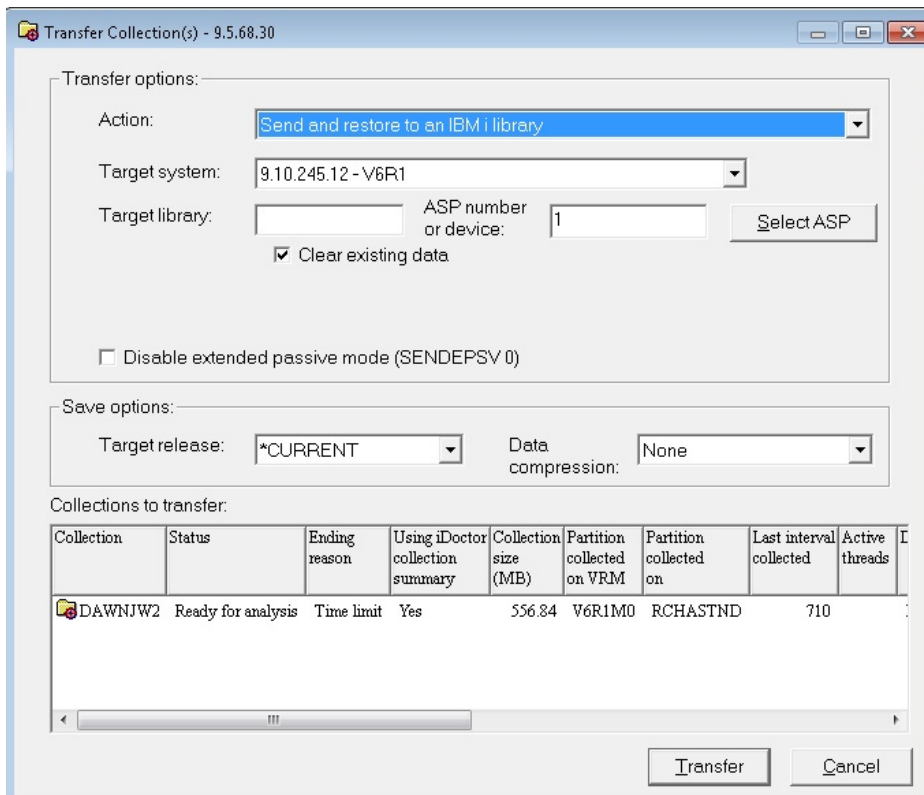 Transfer Collection(s) - 9.5.68.30
Transfer options:
Action:
Send and restore to an IBM i library
Target system:
9.10.245.12 - V6R1
Target library:
ASP number
or device:
1
Select ASP
Clear existing data
Disable extended passive mode (SENDEPSV 0)
Save options:
Target release:
*CURRENT
Data
compression:
None
Collections to transfer:
Collection
Status
Ending
reason
Using iDoctor
collection
summary
Collection
size
(MB)
Partition
collected
on VRM
Partition
collected
on
Last interval
collected
Active
threads
DAWNJW2
Ready for analysis
Time limit
Yes
556.84
V6R1M0
RCHASTND
710
Transfer
Cancel